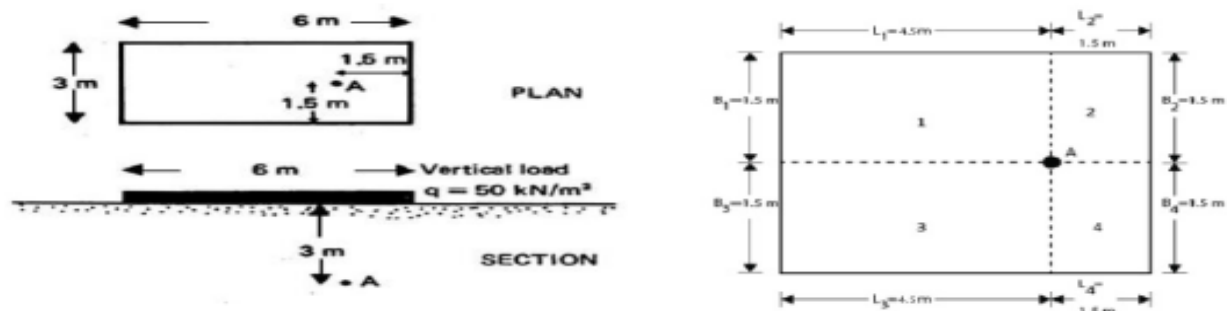 6 m
3 m
1.5 m
A
1.5 m
PLAN
6 m
Vertical load
q = 50 kN/m²
3 m
A
SECTION
L₁=4.5m
L₂=
1.5 m
B₁=1.5 m
B₂=1.5 m
1
2
A
B₃=1.5 m
B₄=1.5 m
3
4
L₃=4.5m
L₄=